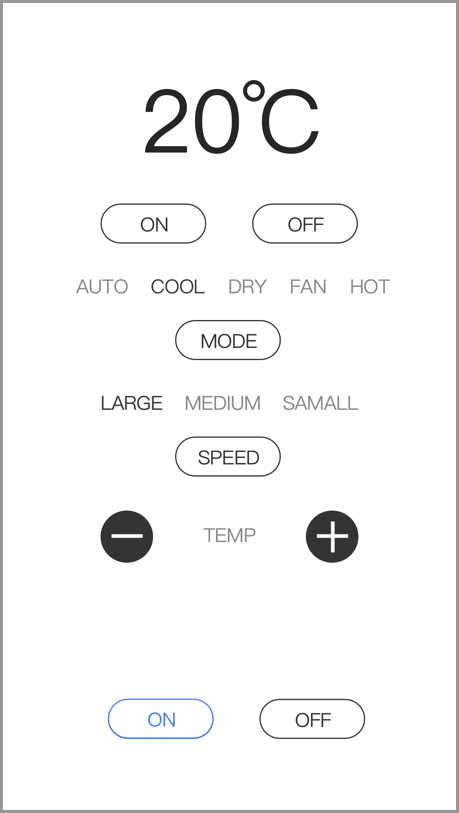 20℃
ON OFF
AUTO COOL DRY FAN HOT
MODE
LARGE MEDIUM SAMALL
SPEED
TEMP
ON OFF